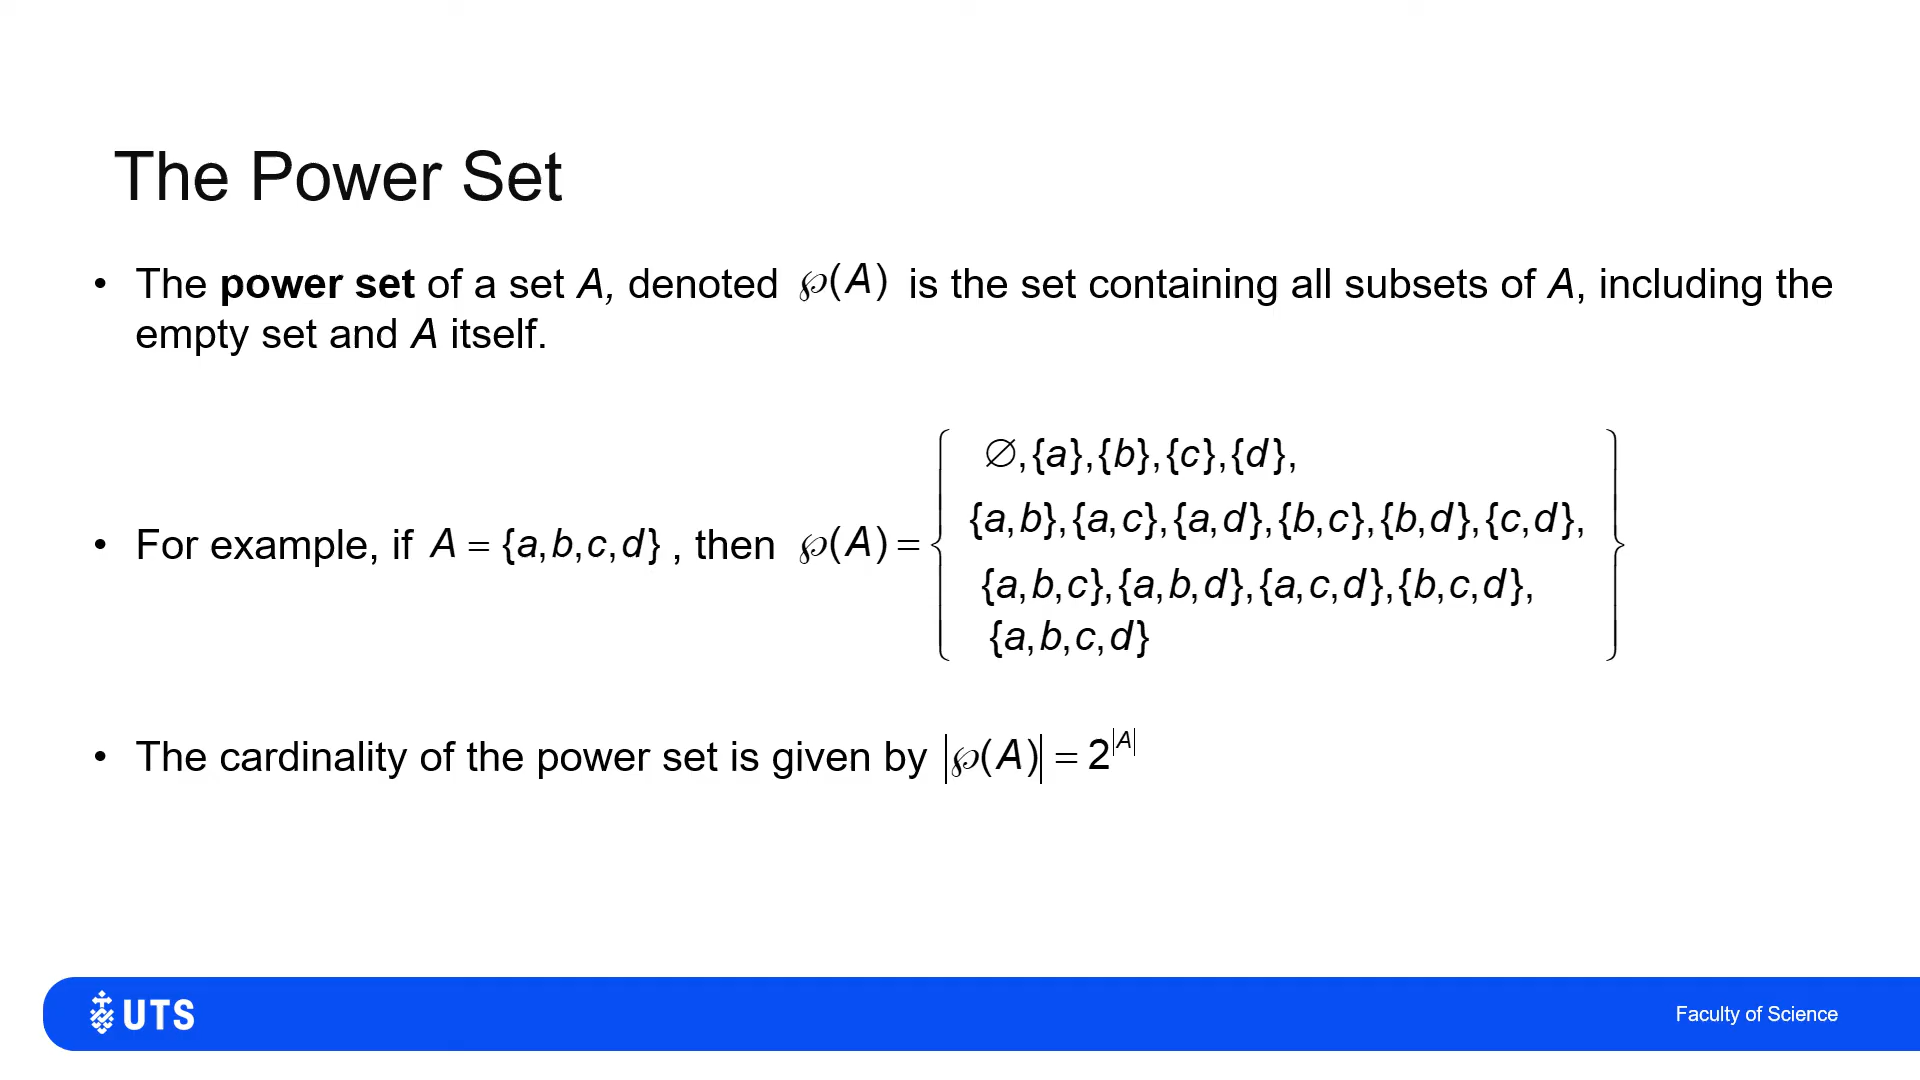 The Power Set
• The power set of a set A, denoted ℘(A) is the set containing all subsets of A, including the
empty set and A itself.
• For example, if A = {a,b,c,d} , then ℘(A) = { ∅,{a},{b},{c},{d},
{a,b},{a,c},{a,d},{b,c},{b,d},{c,d},
{a,b,c},{a,b,d},{a,c,d},{b,c,d},
{a,b,c,d} }
• The cardinality of the power set is given by |℘(A)| = 2^|A|
UTS
Faculty of Science